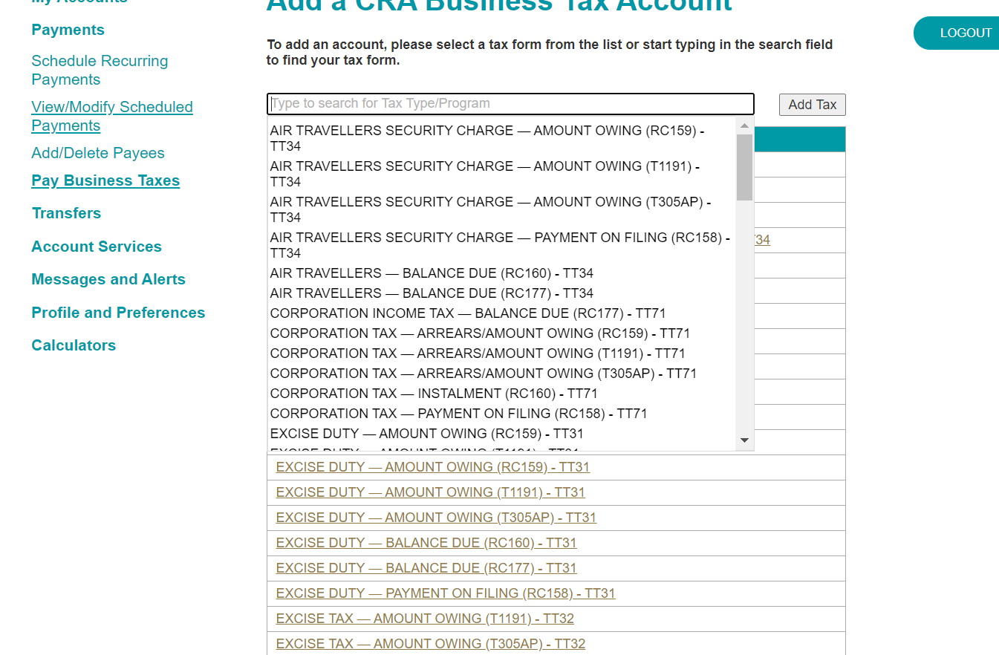 My Accounts
Add a CRA Business Tax Account
Payments
LOGOUT
To add an account, please select a tax form from the list or start typing in the search field
to find your tax form.
Schedule Recurring
Payments
View/Modify Scheduled
Payments
Add/Delete Payees
Pay Business Taxes
Transfers
Account Services
Messages and Alerts
Profile and Preferences
Calculators
Type to search for Tax Type/Program
Add Tax
AIR TRAVELLERS SECURITY CHARGE — AMOUNT OWING (RC159) -
TT34
AIR TRAVELLERS SECURITY CHARGE — AMOUNT OWING (T1191) -
TT34
AIR TRAVELLERS SECURITY CHARGE — AMOUNT OWING (T305AP) -
TT34
AIR TRAVELLERS SECURITY CHARGE — PAYMENT ON FILING (RC158) -
TT34
34
AIR TRAVELLERS — BALANCE DUE (RC160) - TT34
AIR TRAVELLERS — BALANCE DUE (RC177) - TT34
CORPORATION INCOME TAX — BALANCE DUE (RC177) - TT71
CORPORATION TAX — ARREARS/AMOUNT OWING (RC159) - TT71
CORPORATION TAX — ARREARS/AMOUNT OWING (T1191) - TT71
CORPORATION TAX — ARREARS/AMOUNT OWING (T305AP) - TT71
CORPORATION TAX — INSTALMENT (RC160) - TT71
CORPORATION TAX — PAYMENT ON FILING (RC158) - TT71
EXCISE DUTY — AMOUNT OWING (RC159) - TT31
EXCISE DUTY — AMOUNT OWING (T1191) - TT31
EXCISE DUTY — AMOUNT OWING (RC159) - TT31
EXCISE DUTY — AMOUNT OWING (T1191) - TT31
EXCISE DUTY — AMOUNT OWING (T305AP) - TT31
EXCISE DUTY — BALANCE DUE (RC160) - TT31
EXCISE DUTY — BALANCE DUE (RC177) - TT31
EXCISE DUTY — PAYMENT ON FILING (RC158) - TT31
EXCISE TAX — AMOUNT OWING (T1191) - TT32
EXCISE TAX — AMOUNT OWING (T305AP) - TT32